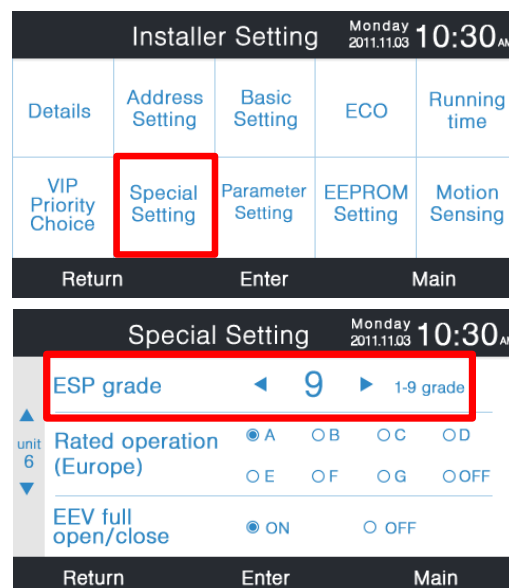 Installer Setting Monday 2011.11.03 10:30 AM
Details
Address Setting
Basic Setting
ECO
Running time
VIP Priority Choice
Special Setting
Parameter Setting
EEPROM Setting
Motion Sensing
Return Enter Main
Special Setting Monday 2011.11.03 10:30 A
unit 6
ESP grade ◀ 9 ▶ 1-9 grade
Rated operation (Europe)
A B C D
E F G OFF
EEV full open/close
ON OFF
Return Enter Main